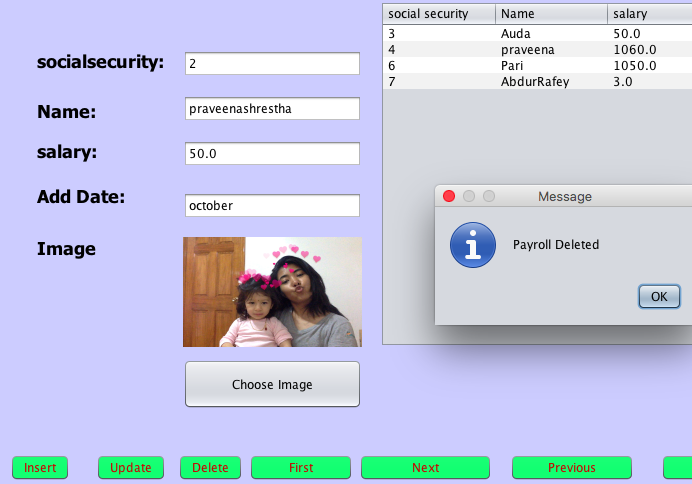 social security Name salary
3 Auda 50.0
4 praveena 1060.0
6 Pari 1050.0
7 AbdurRafey 3.0
socialsecurity: 2
Name: praveenashrestha
salary: 50.0
Add Date: october
Image
Message
Payroll Deleted
OK
Choose Image
Insert Update Delete First Next Previous